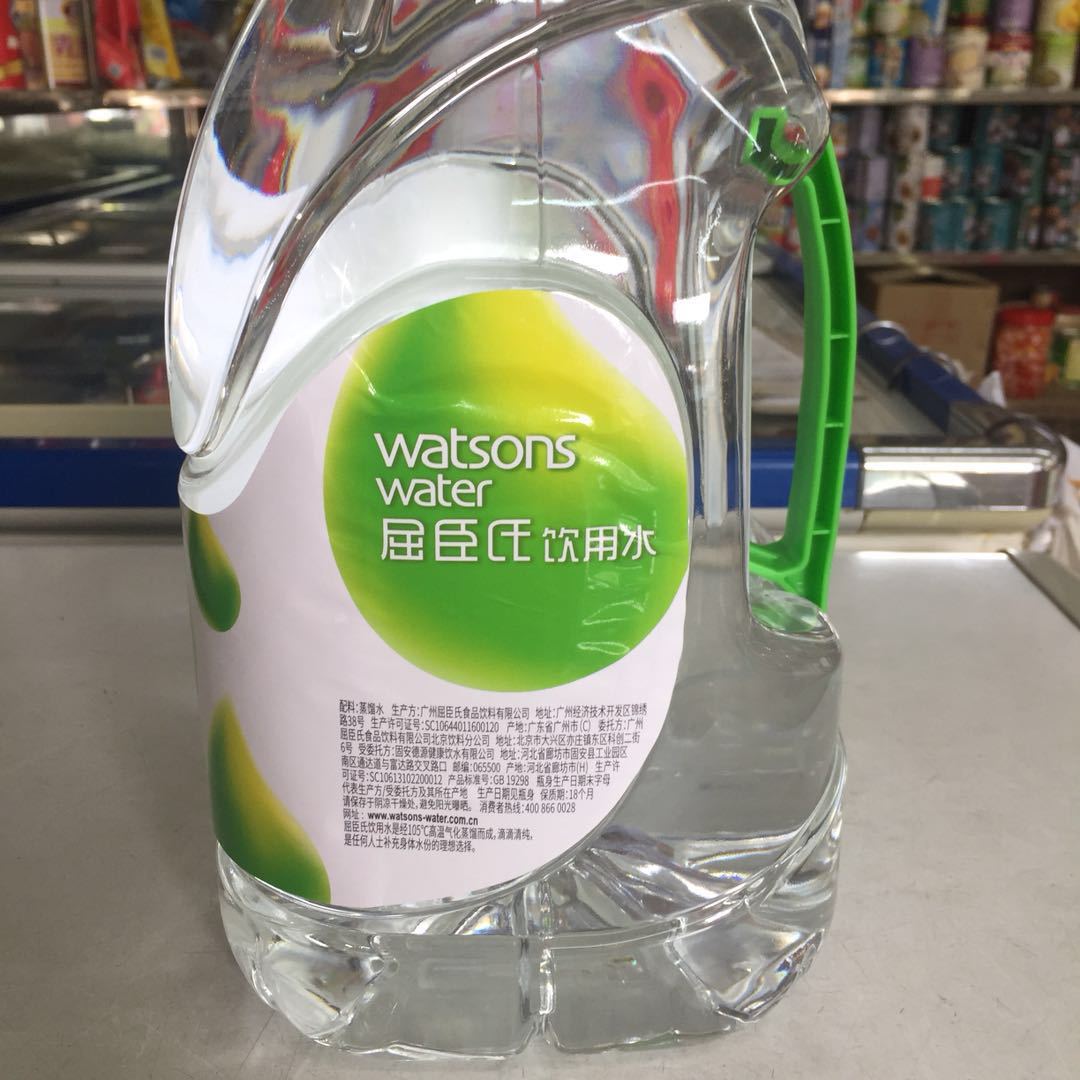 watsons
water
屈臣氏 饮用水
配料:蒸馏水 生产方:广州屈臣氏食品饮料有限公司 地址:广州经济技术开发区锦绣
路38号 生产许可证号:SC10644011600120 产地:广东省广州市(C) 委托方:广州
屈臣氏食品饮料有限公司北京饮料分公司 地址:北京市大兴区亦庄镇东区科创二街
6号 受委托方:固安德源健康饮水有限公司 地址:河北省廊坊市固安县工业园区
南区通达道与富达路交叉路口 邮编:065500 产地:河北省廊坊市(H) 生产许
可证号:SC10613102200012 产品标准号:GB 19298 瓶身生产日期末字母
代表生产方/受委托方及其所在产地 生产日期见瓶身 保质期:18个月
请保存于阴凉干燥处,避免阳光曝晒。 消费者热线:400 866 0028
网址: www.watsons-water.com.cn
屈臣氏饮用水是经105℃高温气化蒸馏而成,滴滴清纯,
是任何人士补充身体水份的理想选择。